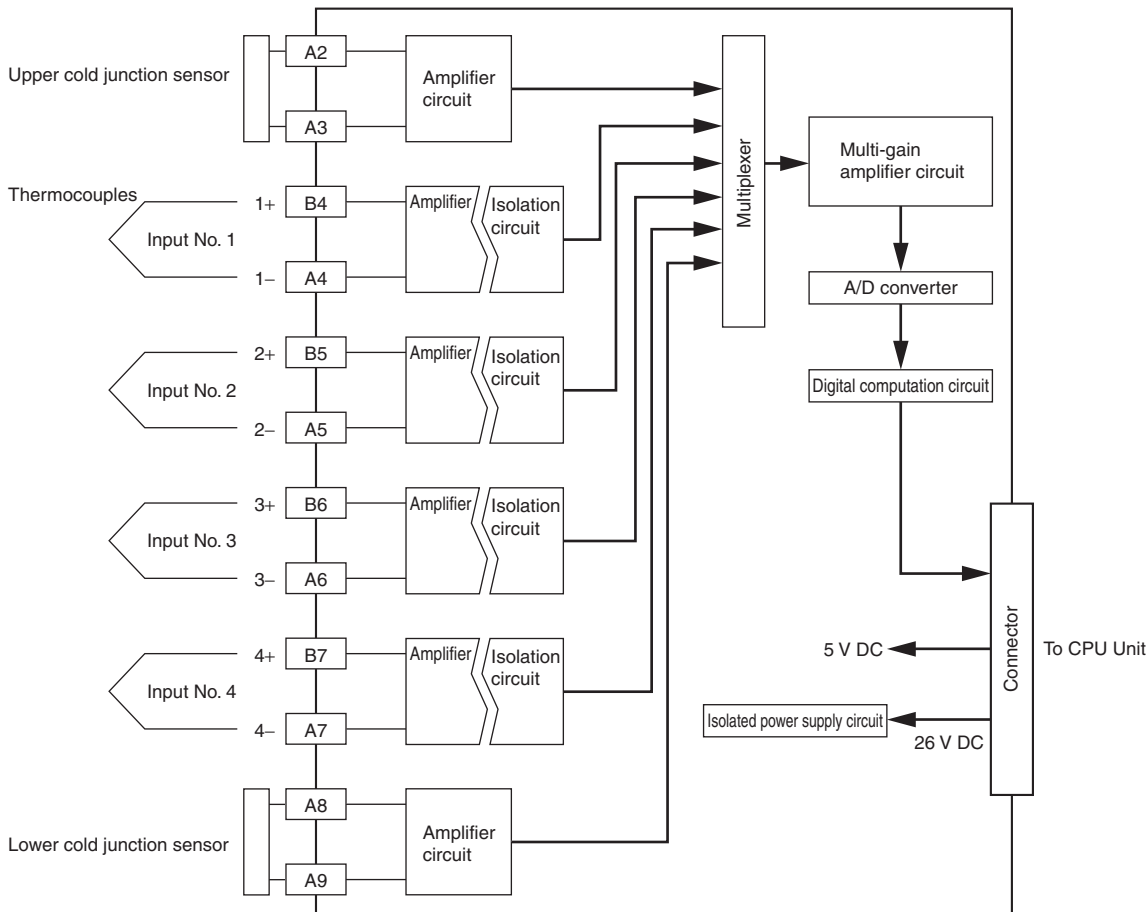 Upper cold junction sensor
A2
A3
Amplifier
circuit
Thermocouples
1+
B4
Input No. 1
1−
A4
Amplifier
Isolation
circuit
2+
B5
Input No. 2
2−
A5
Amplifier
Isolation
circuit
3+
B6
Input No. 3
3−
A6
Amplifier
Isolation
circuit
4+
B7
Input No. 4
4−
A7
Amplifier
Isolation
circuit
Lower cold junction sensor
A8
A9
Amplifier
circuit
Multiplexer
Multi-gain
amplifier circuit
A/D converter
Digital computation circuit
Connector
To CPU Unit
5 V DC
Isolated power supply circuit
26 V DC